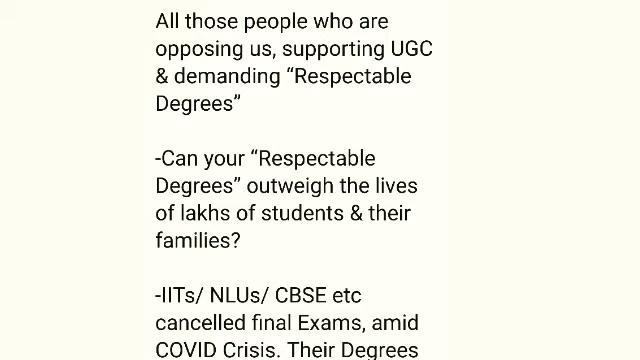 All those people who are
opposing us, supporting UGC
& demanding “Respectable
Degrees”
-Can your “Respectable
Degrees” outweigh the lives
of lakhs of students & their
families?
-IITs/ NLUs/ CBSE etc
cancelled final Exams, amid
COVID Crisis. Their Degrees